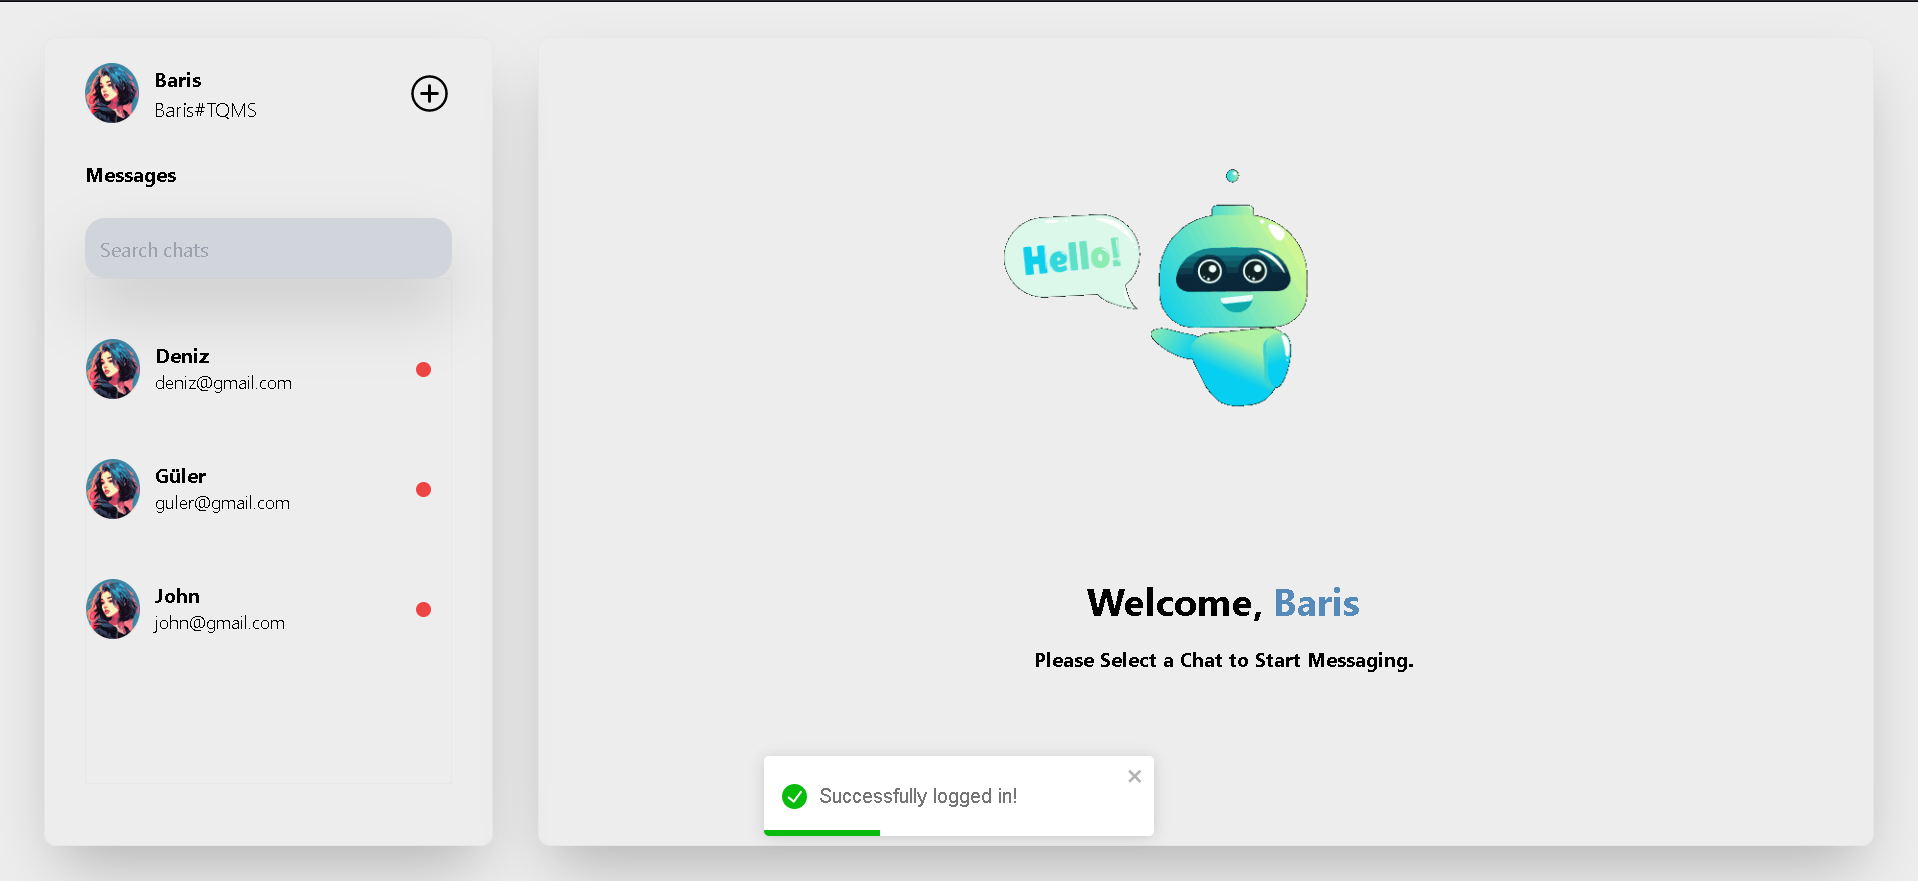 Baris
Baris#TQMS
Messages
Search chats
Deniz
deniz@gmail.com
Güler
guler@gmail.com
John
john@gmail.com
Hello!
Welcome, Baris
Please Select a Chat to Start Messaging.
Successfully logged in!